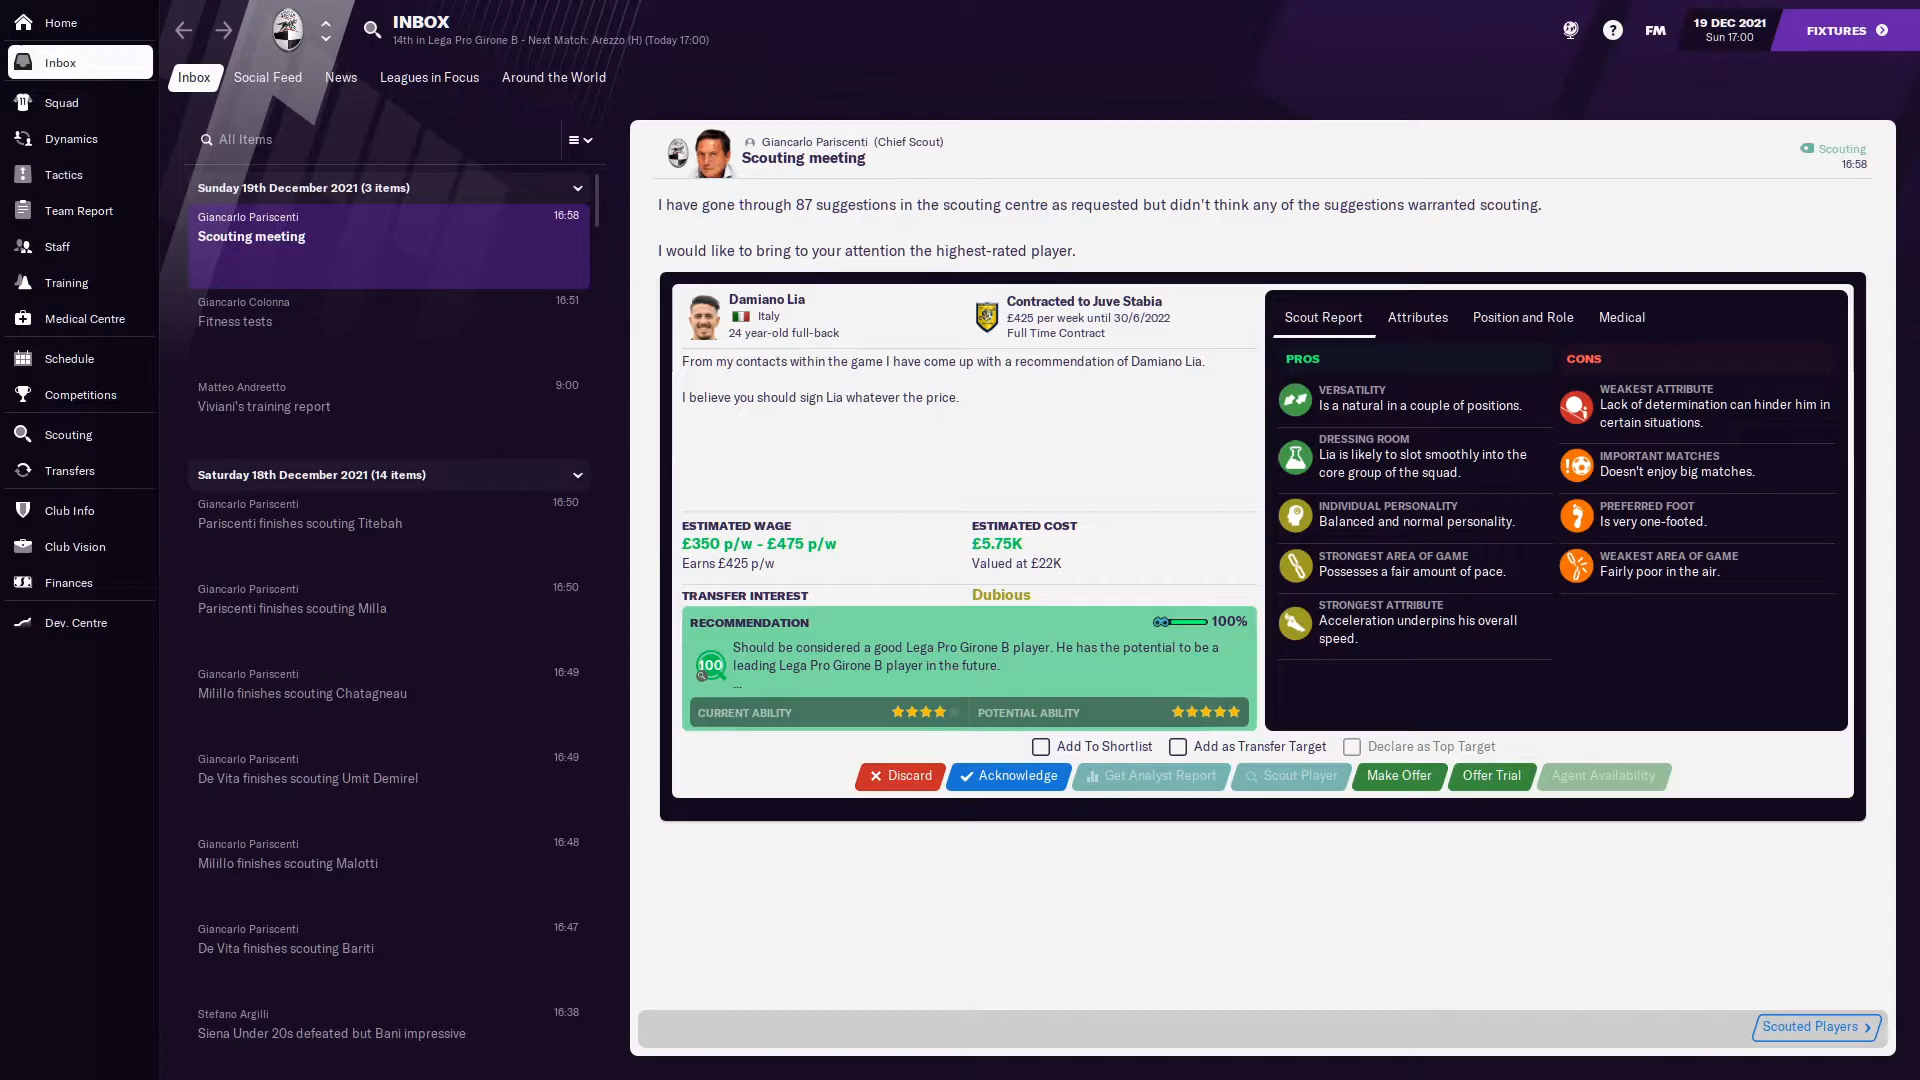 Home
INBOX
14th in Lega Pro Girone B - Next Match: Arezzo (H) (Today 17:00)
FM
19 DEC 2021
Sun 17:00
FIXTURES
Inbox
Inbox
Social Feed
News
Leagues in Focus
Around the World
Squad
Dynamics
Tactics
Team Report
Staff
Training
Medical Centre
Schedule
Competitions
Scouting
Transfers
Club Info
Club Vision
Finances
Dev. Centre
All Items
Sunday 19th December 2021 (3 items)
Giancarlo Pariscenti 16:58
Scouting meeting
Giancarlo Colonna 16:51
Fitness tests
Matteo Andreetto 9:00
Viviani's training report
Saturday 18th December 2021 (14 items)
Giancarlo Pariscenti 16:50
Pariscenti finishes scouting Titebah
Giancarlo Pariscenti 16:50
Pariscenti finishes scouting Milla
Giancarlo Pariscenti 16:49
Milillo finishes scouting Chatagneau
Giancarlo Pariscenti 16:49
De Vita finishes scouting Umit Demirel
Giancarlo Pariscenti 16:48
Milillo finishes scouting Malotti
Giancarlo Pariscenti 16:47
De Vita finishes scouting Bariti
Stefano Argilli 16:38
Siena Under 20s defeated but Bani impressive
Giancarlo Pariscenti (Chief Scout)
Scouting meeting
Scouting
16:58
I have gone through 87 suggestions in the scouting centre as requested but didn't think any of the suggestions warranted scouting.
I would like to bring to your attention the highest-rated player.
Damiano Lia
Italy
24 year-old full-back
Contracted to Juve Stabia
£425 per week until 30/6/2022
Full Time Contract
From my contacts within the game I have come up with a recommendation of Damiano Lia.
I believe you should sign Lia whatever the price.
ESTIMATED WAGE
£350 p/w - £475 p/w
Earns £425 p/w
ESTIMATED COST
£5.75K
Valued at £22K
TRANSFER INTEREST
Dubious
RECOMMENDATION
100%
100
Should be considered a good Lega Pro Girone B player. He has the potential to be a
leading Lega Pro Girone B player in the future.
...
CURRENT ABILITY
POTENTIAL ABILITY
Scout Report
Attributes
Position and Role
Medical
PROS
VERSATILITY
Is a natural in a couple of positions.
DRESSING ROOM
Lia is likely to slot smoothly into the
core group of the squad.
INDIVIDUAL PERSONALITY
Balanced and normal personality.
STRONGEST AREA OF GAME
Possesses a fair amount of pace.
STRONGEST ATTRIBUTE
Acceleration underpins his overall
speed.
CONS
WEAKEST ATTRIBUTE
Lack of determination can hinder him in
certain situations.
IMPORTANT MATCHES
Doesn't enjoy big matches.
PREFERRED FOOT
Is very one-footed.
WEAKEST AREA OF GAME
Fairly poor in the air.
Add To Shortlist
Add as Transfer Target
Declare as Top Target
Discard
Acknowledge
Get Analyst Report
Scout Player
Make Offer
Offer Trial
Agent Availability
Scouted Players